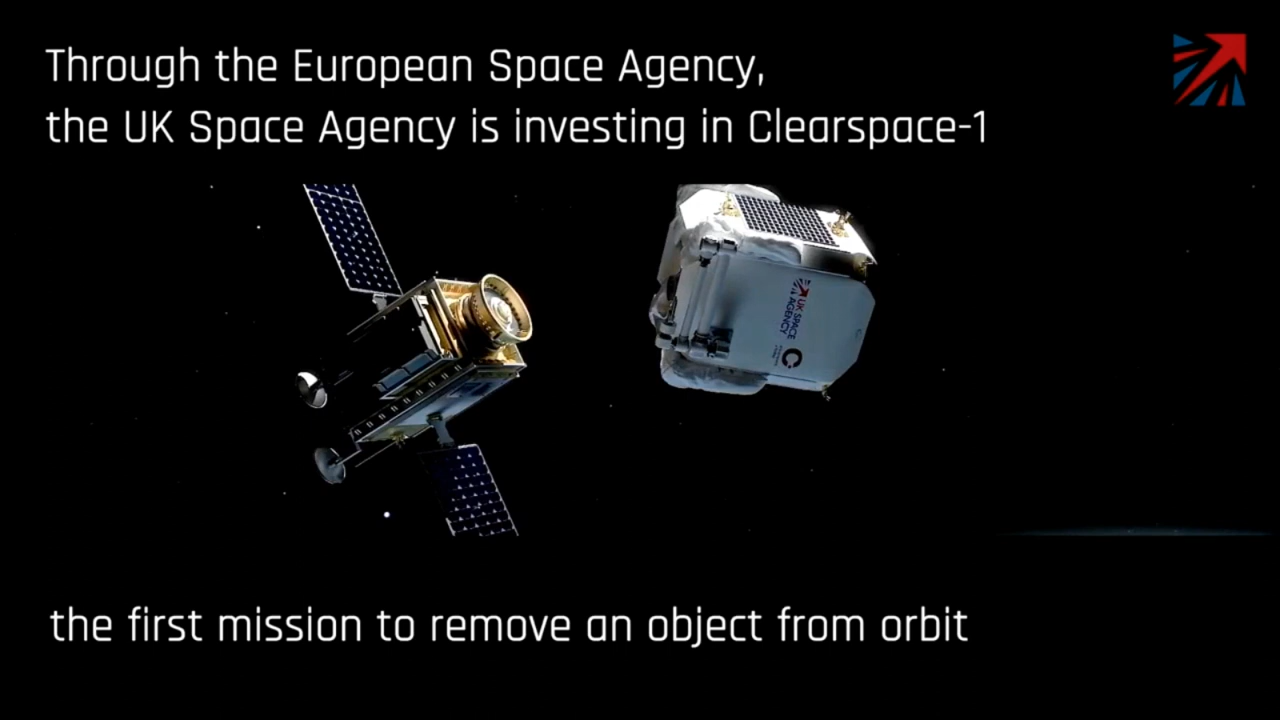 Through the European Space Agency,
the UK Space Agency is investing in Clearspace-1
UK SPACE
AGENCY
the first mission to remove an object from orbit